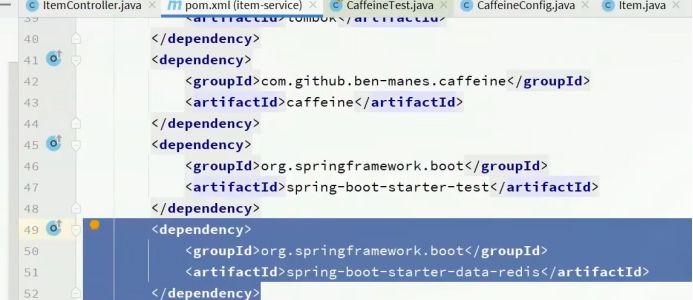 ItemController.java × pom.xml (item-service) × CaffeineTest.java × CaffeineConfig.java × Item.java ×
39 <artifactId>lombok</artifactId>
40 </dependency>
41 <dependency>
42 <groupId>com.github.ben-manes.caffeine</groupId>
43 <artifactId>caffeine</artifactId>
44 </dependency>
45 <dependency>
46 <groupId>org.springframework.boot</groupId>
47 <artifactId>spring-boot-starter-test</artifactId>
48 </dependency>
49 <dependency>
50 <groupId>org.springframework.boot</groupId>
51 <artifactId>spring-boot-starter-data-redis</artifactId>
52 </dependency>